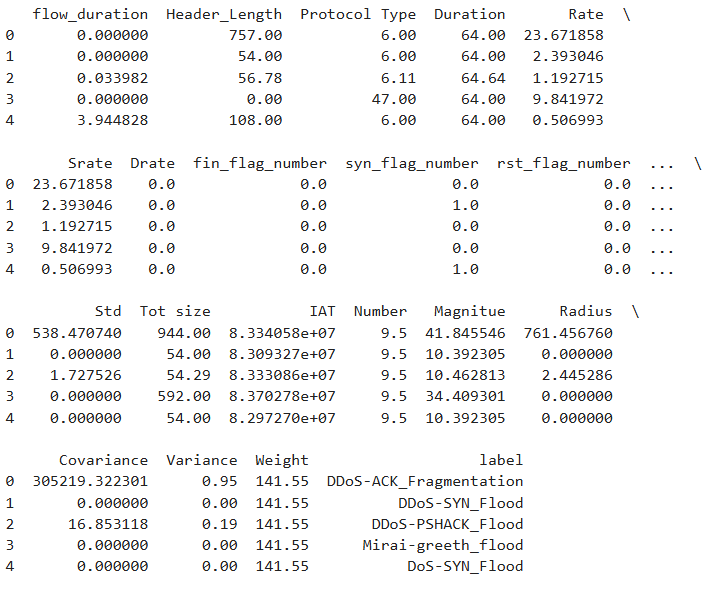 flow_duration Header_Length Protocol Type Duration Rate \
0 0.000000 757.00 6.00 64.00 23.671858
1 0.000000 54.00 6.00 64.00 2.393046
2 0.033982 56.78 6.11 64.64 1.192715
3 0.000000 0.00 47.00 64.00 9.841972
4 3.944828 108.00 6.00 64.00 0.506993
Srate Drate fin_flag_number syn_flag_number rst_flag_number ... \
0 23.671858 0.0 0.0 0.0 0.0 ...
1 2.393046 0.0 0.0 1.0 0.0 ...
2 1.192715 0.0 0.0 0.0 0.0 ...
3 9.841972 0.0 0.0 0.0 0.0 ...
4 0.506993 0.0 0.0 1.0 0.0 ...
Std Tot size IAT Number Magnitue Radius \
0 538.470740 944.00 8.334058e+07 9.5 41.845546 761.456760
1 0.000000 54.00 8.309327e+07 9.5 10.392305 0.000000
2 1.727526 54.29 8.333086e+07 9.5 10.462813 2.445286
3 0.000000 592.00 8.370278e+07 9.5 34.409301 0.000000
4 0.000000 54.00 8.297270e+07 9.5 10.392305 0.000000
Covariance Variance Weight label
0 305219.322301 0.95 141.55 DDoS-ACK_Fragmentation
1 0.000000 0.00 141.55 DDoS-SYN_Flood
2 16.853118 0.19 141.55 DDoS-PSHACK_Flood
3 0.000000 0.00 141.55 Mirai-greeth_flood
4 0.000000 0.00 141.55 DoS-SYN_Flood